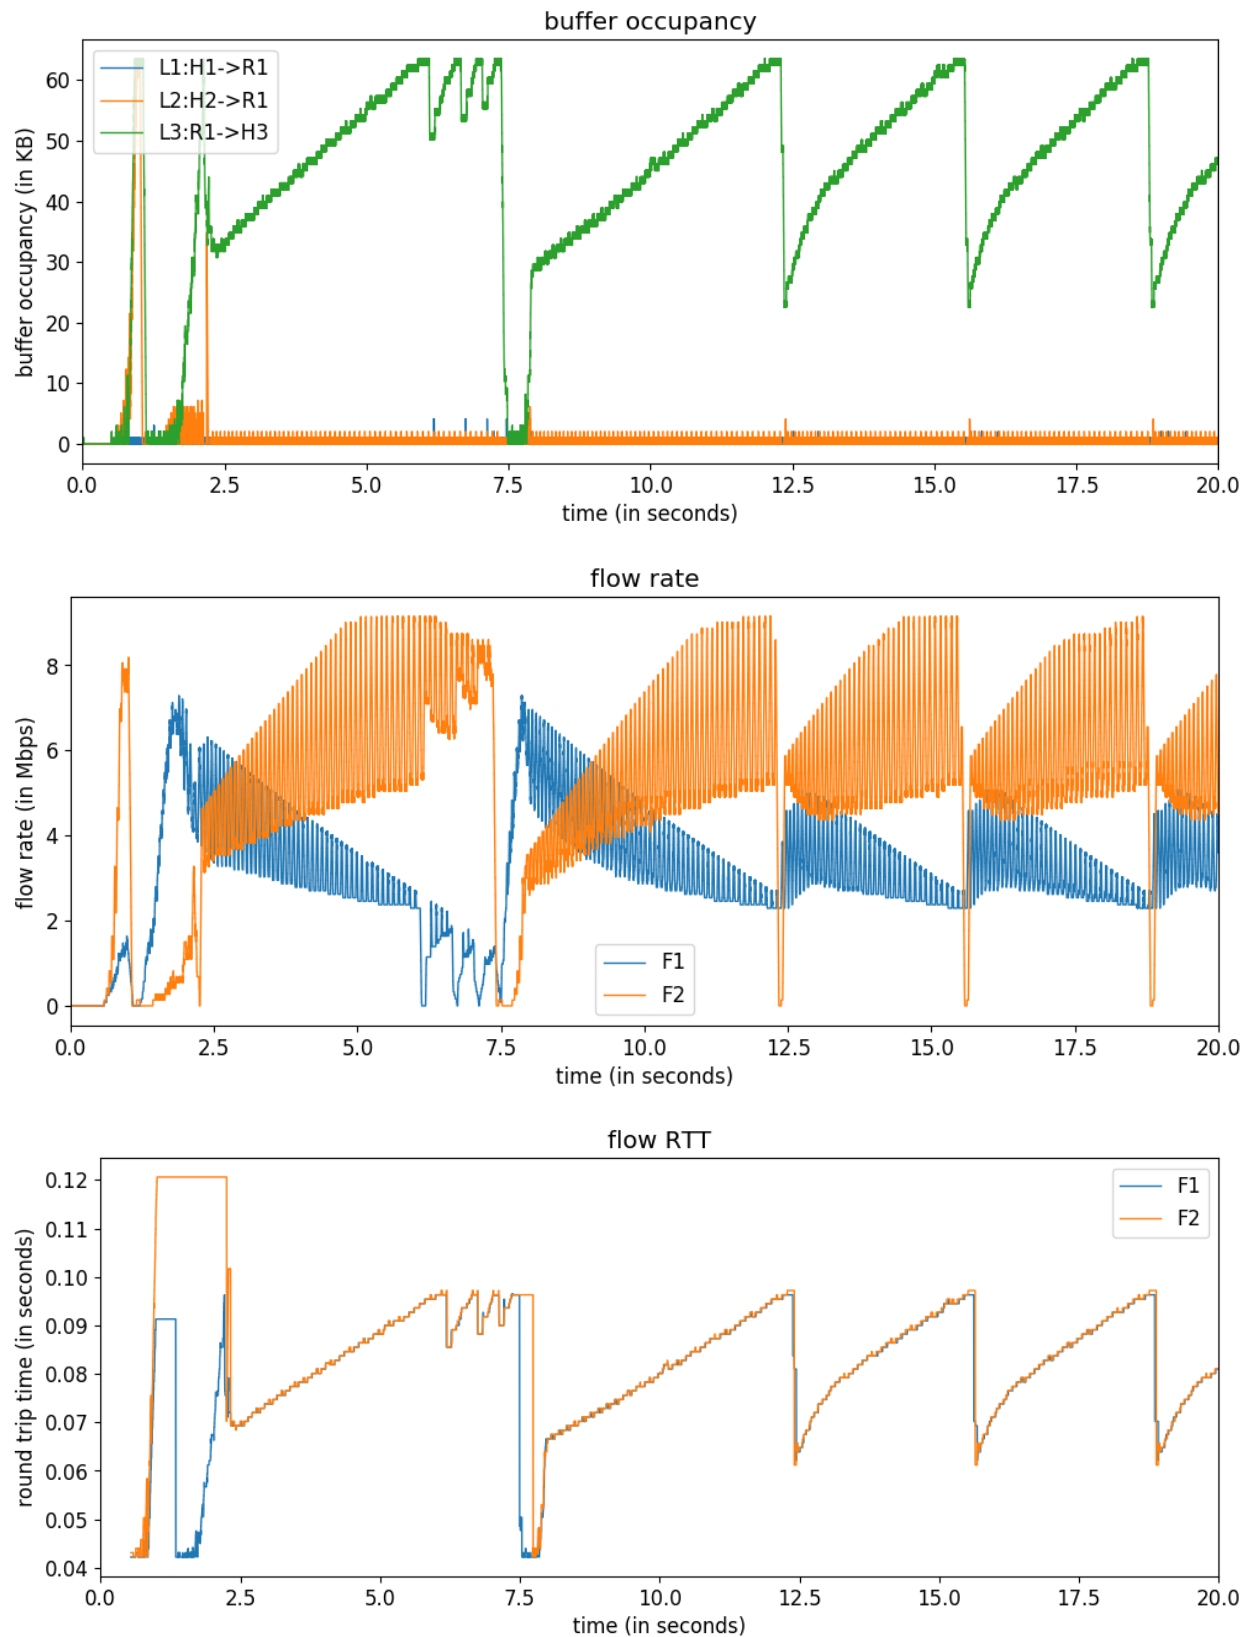 buffer occupancy
L1:H1->R1
L2:H2->R1
L3:R1->H3
buffer occupancy (in KB)
60
50
40
30
20
10
0
0.0 2.5 5.0 7.5 10.0 12.5 15.0 17.5 20.0
time (in seconds)
flow rate
flow rate (in Mbps)
8
6
4
2
0
F1
F2
0.0 2.5 5.0 7.5 10.0 12.5 15.0 17.5 20.0
time (in seconds)
flow RTT
round trip time (in seconds)
0.12
0.11
0.10
0.09
0.08
0.07
0.06
0.05
0.04
F1
F2
0.0 2.5 5.0 7.5 10.0 12.5 15.0 17.5 20.0
time (in seconds)